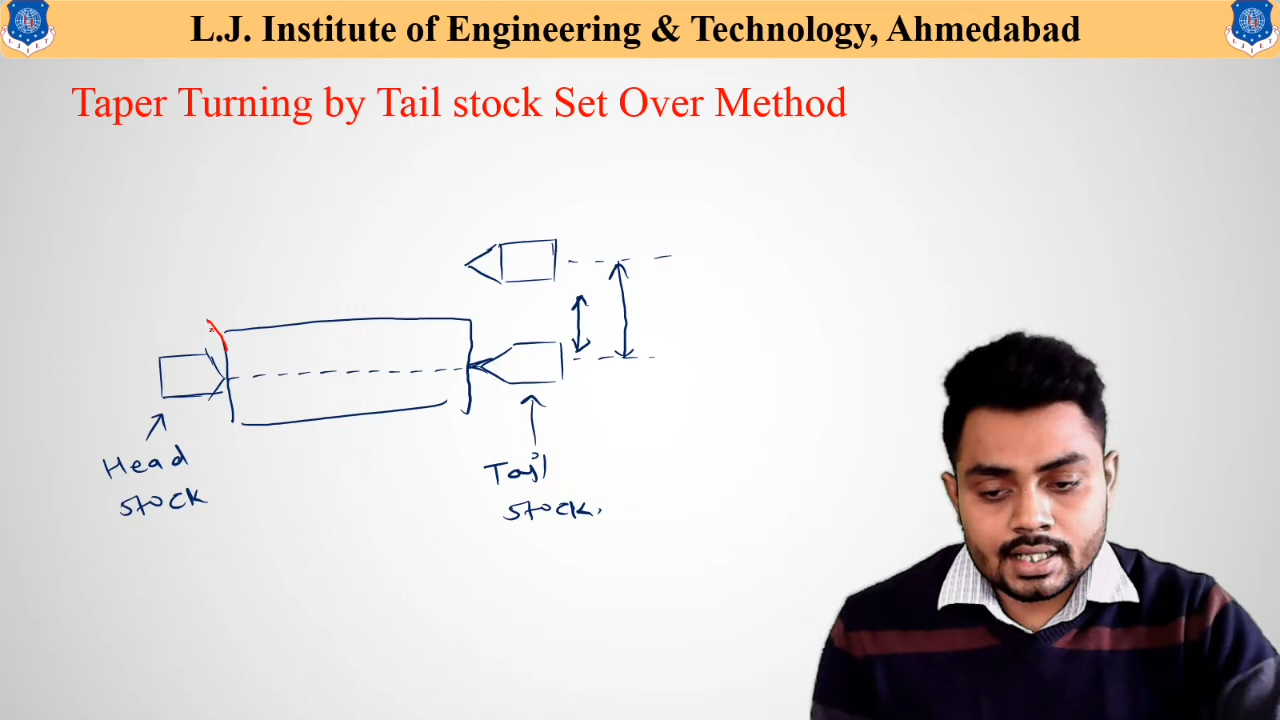 L.J. Institute of Engineering & Technology, Ahmedabad
Taper Turning by Tail stock Set Over Method
Head
stock
Tail
stock.